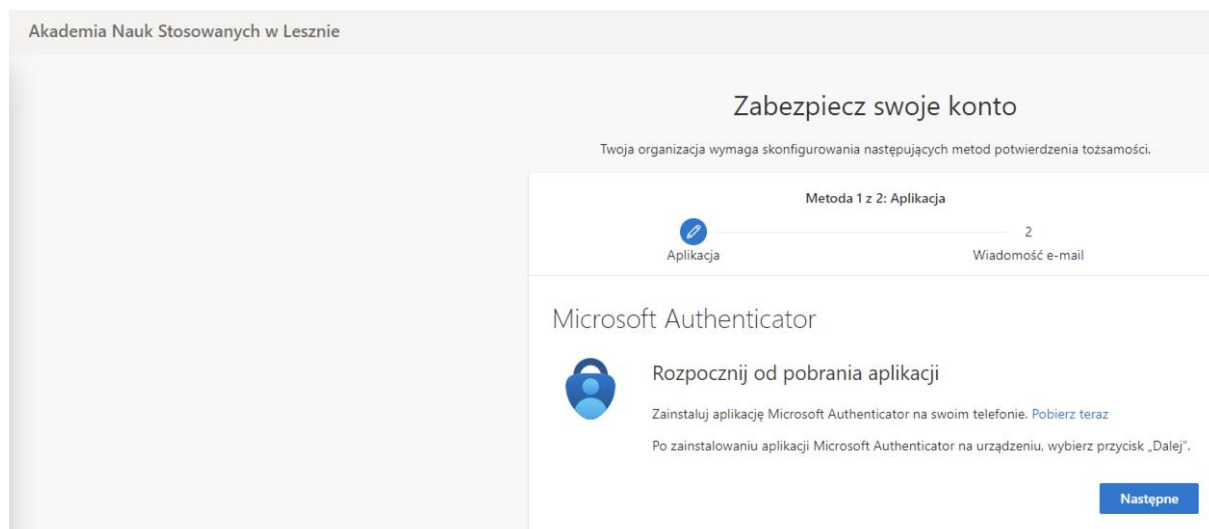 Akademia Nauk Stosowanych w Lesznie
Zabezpiecz swoje konto
Twoja organizacja wymaga skonfigurowania następujących metod potwierdzenia tożsamości.
Metoda 1 z 2: Aplikacja
2
Aplikacja
Wiadomość e-mail
Microsoft Authenticator
Rozpocznij od pobrania aplikacji
Zainstaluj aplikację Microsoft Authenticator na swoim telefonie. Pobierz teraz
Po zainstalowaniu aplikacji Microsoft Authenticator na urządzeniu, wybierz przycisk „Dalej”.
Następne